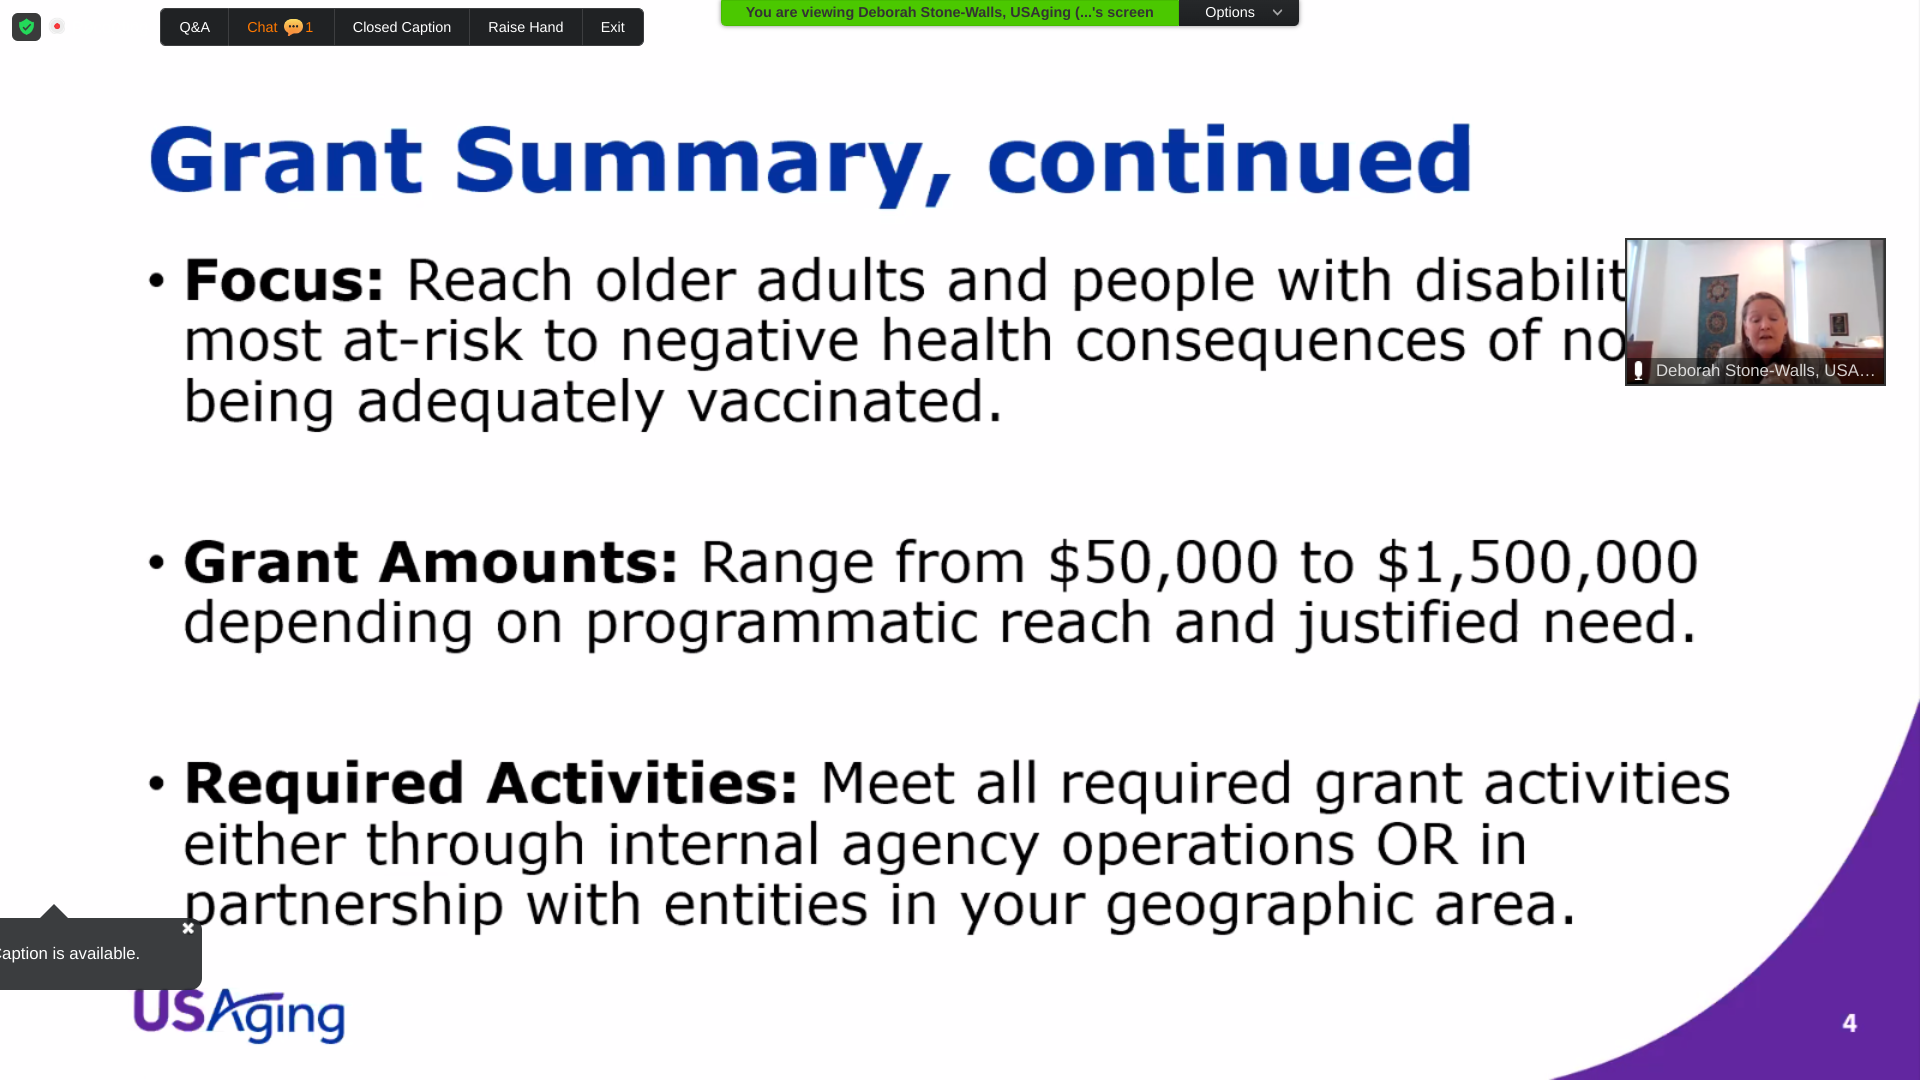 Q&A Chat 1 Closed Caption Raise Hand Exit
You are viewing Deborah Stone-Walls, USAging (...'s screen Options
Grant Summary, continued
• Focus: Reach older adults and people with
most at-risk to negative health consequences of
being adequately vaccinated.
Deborah Stone-Walls, USA...
• Grant Amounts: Range from $50,000 to $1,500,000
depending on programmatic reach and justified need.
• Required Activities: Meet all required grant activities
either through internal agency operations OR in
partnership with entities in your geographic area.
is available.
USAging
4